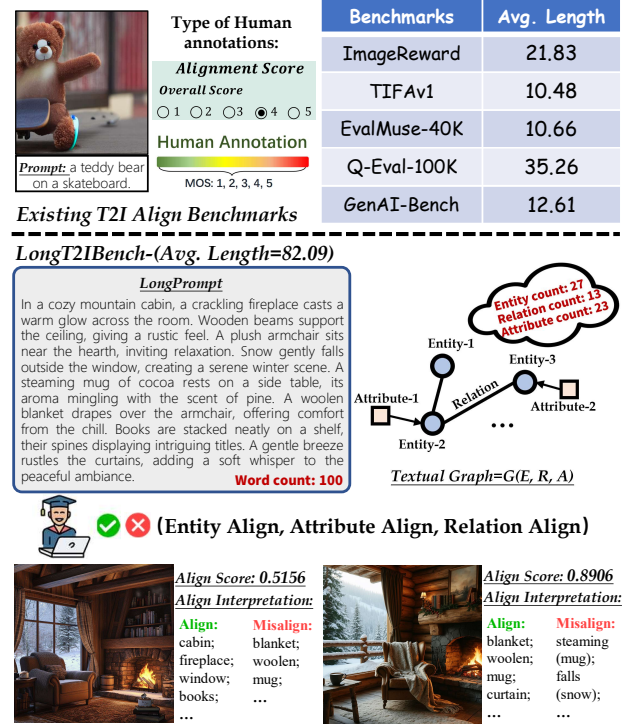 Type of Human
annotations:
Alignment Score
Overall Score
1 2 3 4 5
Human Annotation
MOS: 1, 2, 3, 4, 5
Prompt: a teddy bear
on a skateboard.
Existing T2I Align Benchmarks
Benchmarks Avg. Length
ImageReward 21.83
TIFAv1 10.48
EvalMuse-40K 10.66
Q-Eval-100K 35.26
GenAI-Bench 12.61
LongT2IBench-(Avg. Length=82.09)
LongPrompt
In a cozy mountain cabin, a crackling fireplace casts a
warm glow across the room. Wooden beams support
the ceiling, giving a rustic feel. A plush armchair sits
near the hearth, inviting relaxation. Snow gently falls
outside the window, creating a serene winter scene. A
steaming mug of cocoa rests on a side table, its
aroma mingling with the scent of pine. A woolen
blanket drapes over the armchair, offering comfort
from the chill. Books are stacked neatly on a shelf,
their spines displaying intriguing titles. A gentle breeze
rustles the curtains, adding a soft whisper to the
peaceful ambiance.
Word count: 100
Entity count: 27
Relation count: 13
Attribute count: 23
Entity-1
Entity-3
Attribute-1
Relation
Attribute-2
Entity-2
...
Textual Graph=G(E, R, A)
(Entity Align, Attribute Align, Relation Align)
Align Score: 0.5156
Align Interpretation:
Align: Misalign:
cabin; blanket;
fireplace; woolen;
window; mug;
books; ...
...
Align Score: 0.8906
Align Interpretation:
Align: Misalign:
blanket; steaming
woolen; (mug);
mug; falls
curtain; (snow);
... ...